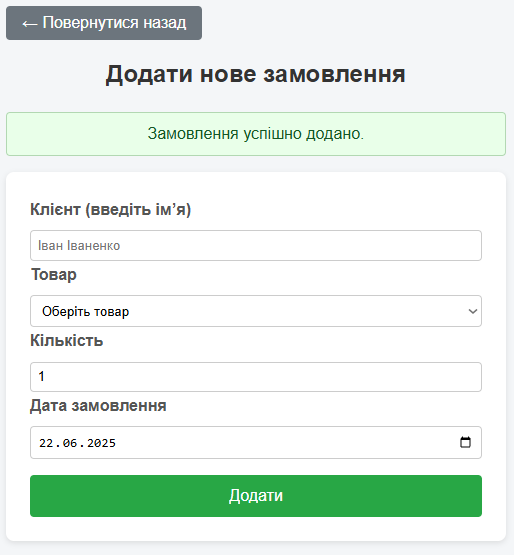 ← Повернутися назад
Додати нове замовлення
Замовлення успішно додано.
Клієнт (введіть ім’я)
Іван Іваненко
Товар
Оберіть товар
Кількість
1
Дата замовлення
22.06.2025
Додати